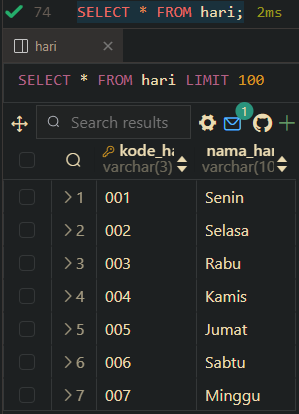 74 SELECT * FROM hari; 2ms
hari
SELECT * FROM hari LIMIT 100
Search results 1
kode_ha nama_har
varchar(3) varchar(10
1 001 Senin
2 002 Selasa
3 003 Rabu
4 004 Kamis
5 005 Jumat
6 006 Sabtu
7 007 Minggu